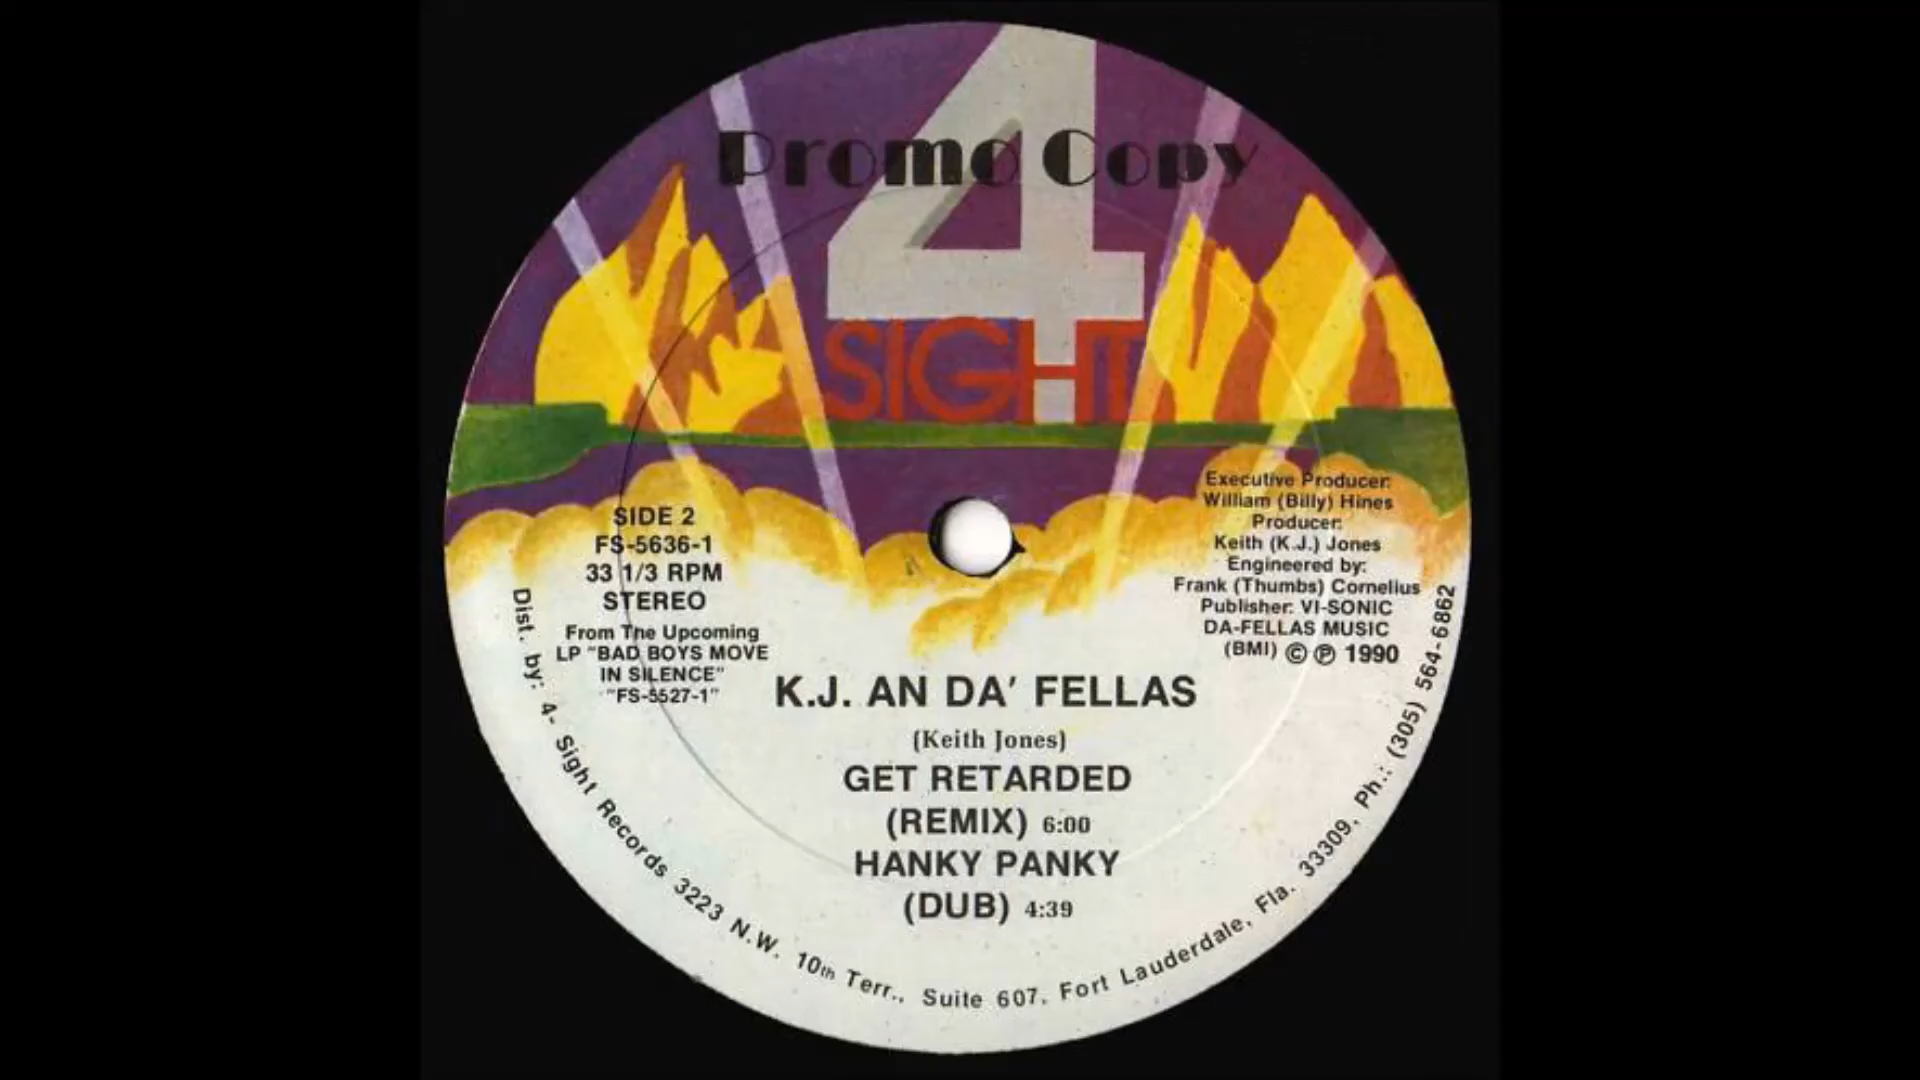 Promo Copy
4
SIGHT
SIDE 2
FS-5636-1
33 1/3 RPM
STEREO
From The Upcoming
LP "BAD BOYS MOVE
IN SILENCE"
"FS-5527-1"
Executive Producer:
William (Billy) Hines
Producer:
Keith (K.J.) Jones
Engineered by:
Frank (Thumbs) Cornelius
Publisher: VI-SONIC
DA-FELLAS MUSIC
(BMI) © ℗ 1990
K.J. AN DA' FELLAS
(Keith Jones)
GET RETARDED
(REMIX) 6:00
HANKY PANKY
(DUB) 4:39
Dist. by: 4- Sight Records 3223 N.W. 10th Terr., Suite 607, Fort Lauderdale, Fla. 33309, Ph.: (305) 564-6862